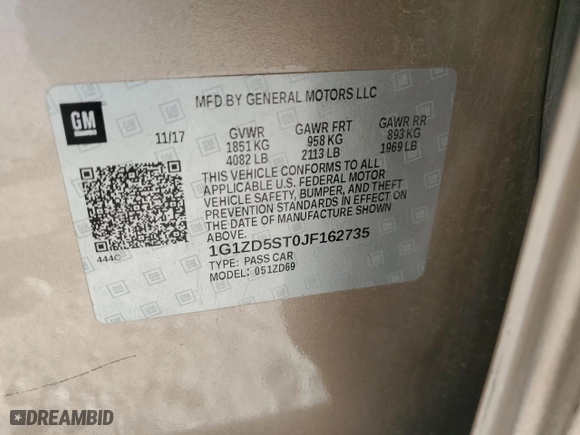 MFD BY GENERAL MOTORS LLC
GM
11/17 GVWR GAWR FRT GAWR RR
1851 KG 958 KG 893 KG
4082 LB 2113 LB 1969 LB
THIS VEHICLE CONFORMS TO ALL
APPLICABLE U.S. FEDERAL MOTOR
VEHICLE SAFETY, BUMPER, AND THEFT
PREVENTION STANDARDS IN EFFECT ON
THE DATE OF MANUFACTURE SHOWN
ABOVE.
444C 1G1ZD5ST0JF162735
TYPE: PASS CAR
MODEL: 051ZD69
DREAMBID